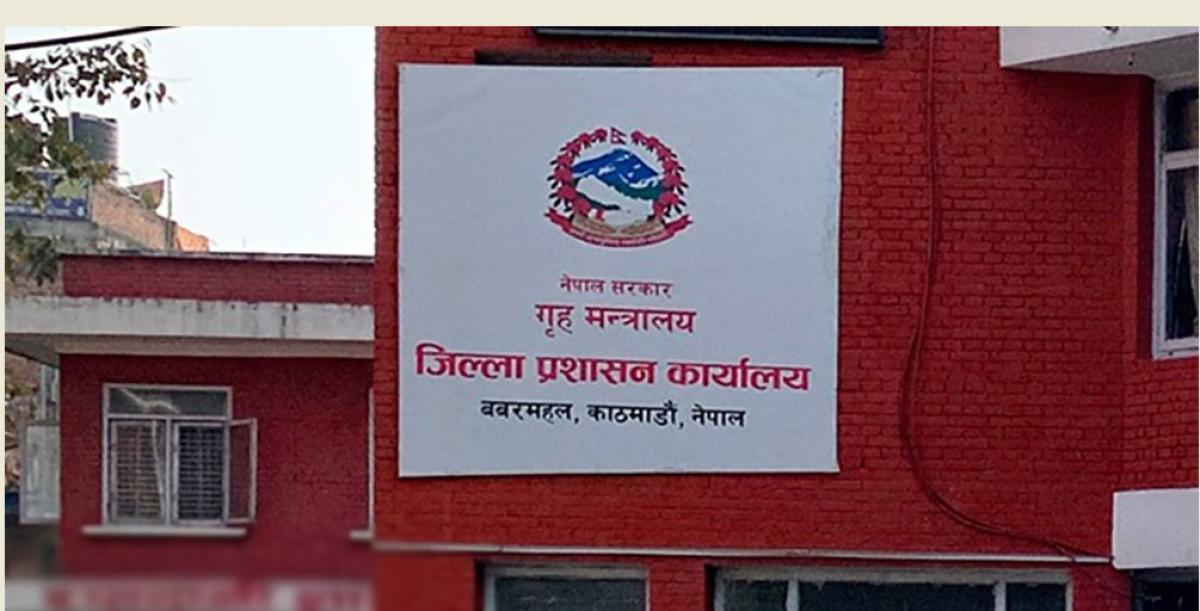 नेपाल सरकार
गृह मन्त्रालय
जिल्ला प्रशासन कार्यालय
बबरमहल, काठमाडौं, नेपाल